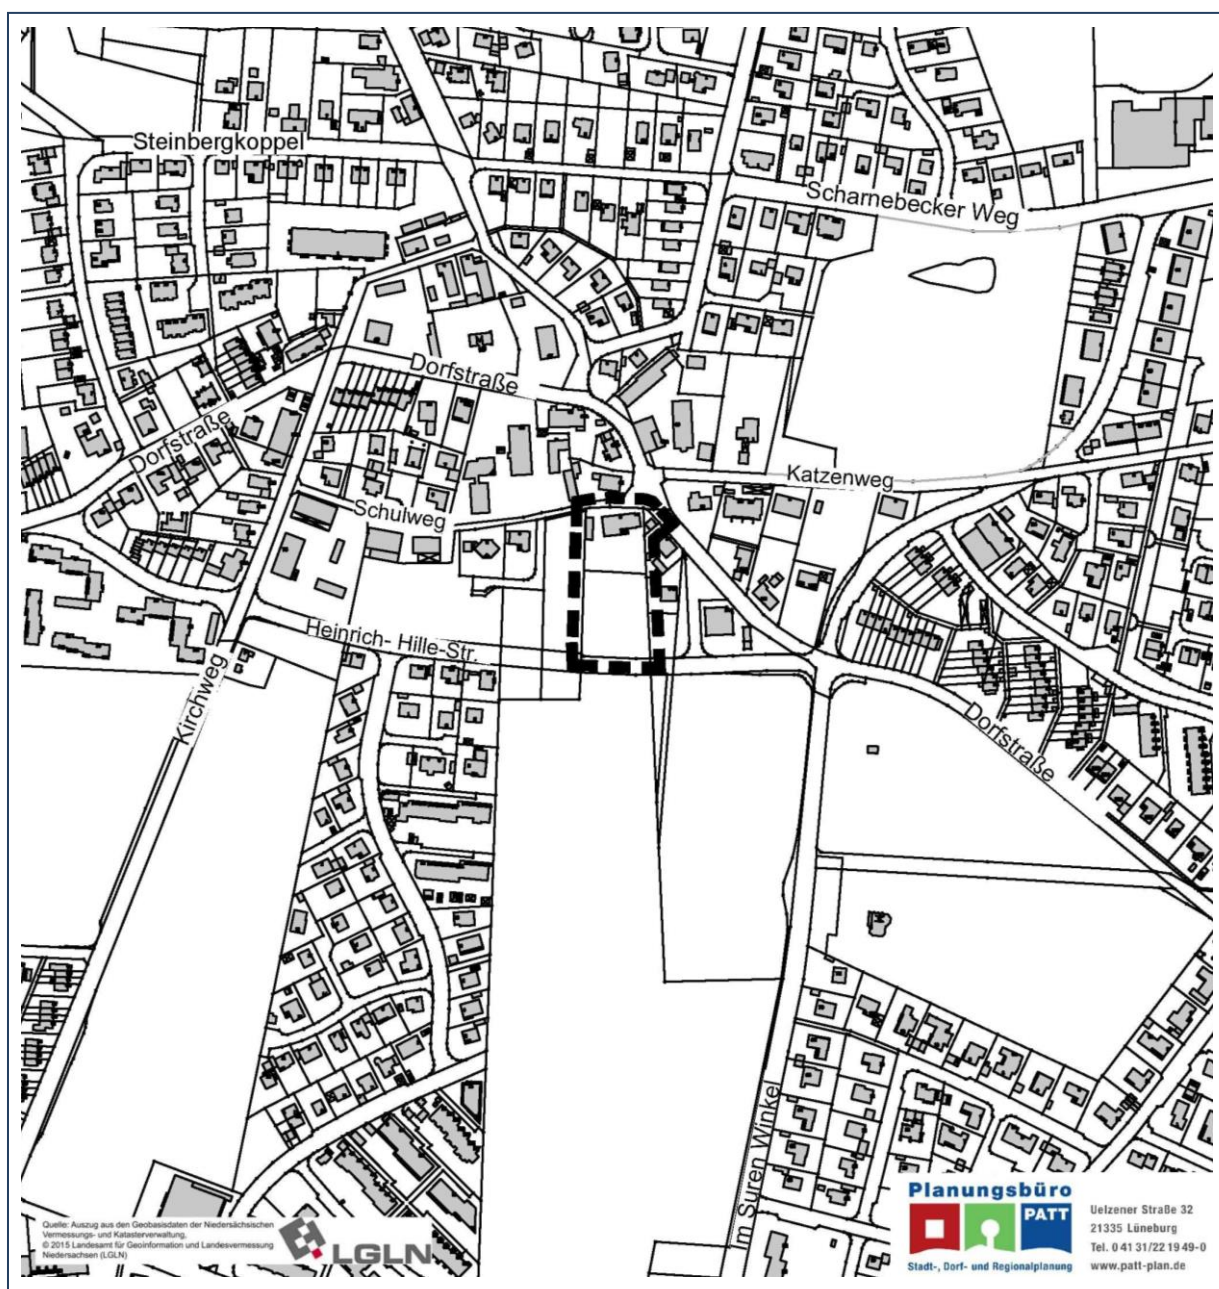 Steinbergkoppel
Scharnebecker Weg
Dorfstraße
Dorfstraße
Katzenweg
Schulweg
Heinrich- Hille-Str.
Kirchweg
Dorfstraße
Im Suren Winkel
Quelle: Auszug aus den Geobasisdaten der Niedersächsischen
Vermessungs- und Katasterverwaltung,
© 2015 Landesamt für Geoinformation und Landesvermessung
Niedersachsen (LGLN)
LGLN
Planungsbüro
PATT
Stadt-, Dorf- und Regionalplanung
Uelzener Straße 32
21335 Lüneburg
Tel. 0 41 31/22 19 49-0
www.patt-plan.de